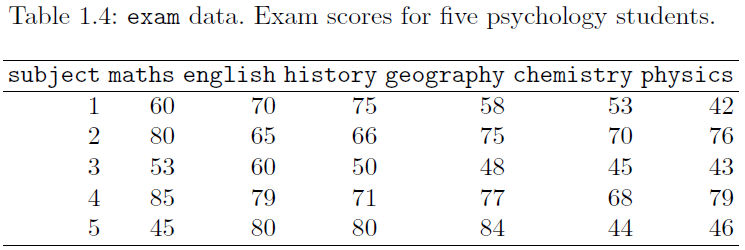 Table 1.4: exam data. Exam scores for five psychology students.
subject maths english history geography chemistry physics
1 60 70 75 58 53 42
2 80 65 66 75 70 76
3 53 60 50 48 45 43
4 85 79 71 77 68 79
5 45 80 80 84 44 46